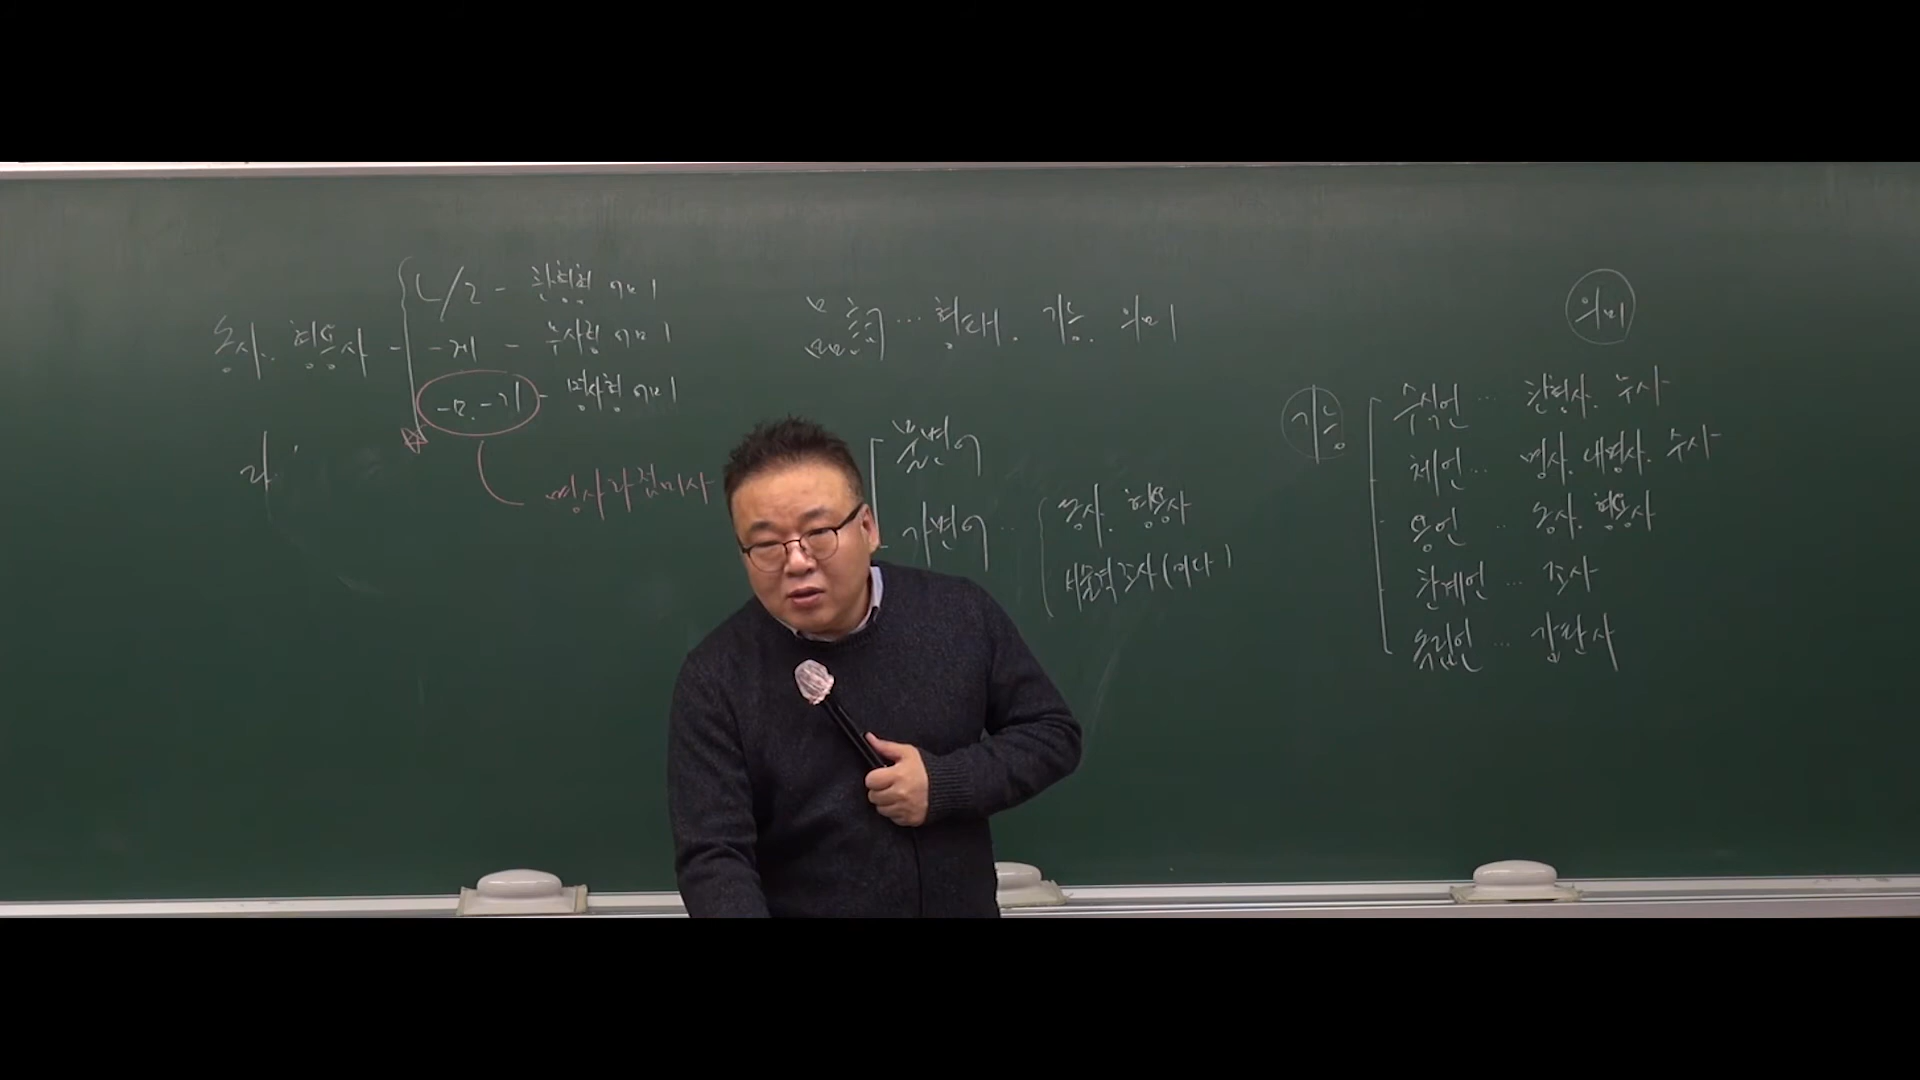 동사. 형용사 -
ㄴ/ㄹ - 관형형 어미
-게 - 부사형 어미
-ㅁ, -기 - 명사형 어미
명사화 접미사
품사 분류 ... 형태. 기능. 의미
불변어
가변어 ... 동사. 형용사
서술격 조사 (이다)
의미
기능
수식언 ... 관형사. 부사
체언 ... 명사. 대명사. 수사
용언 ... 동사. 형용사
관계언 ... 조사
독립언 ... 감탄사